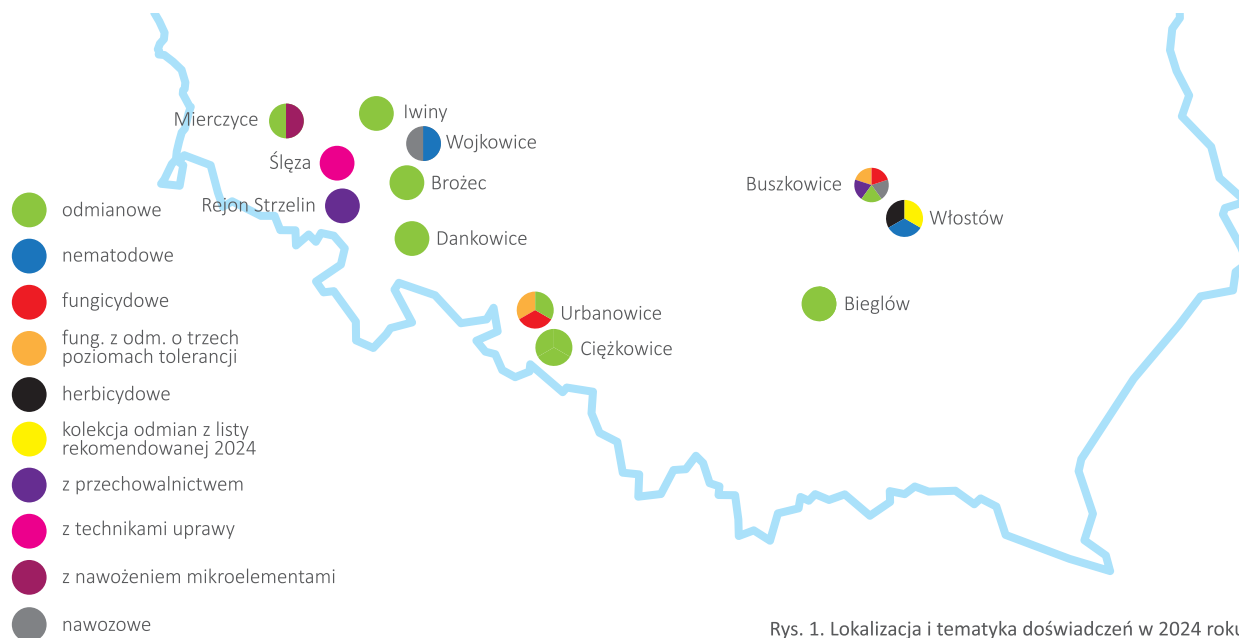 Mierczyce
Iwiny
Wojkowice
Ślęza
Brożec
Rejon Strzelin
Dankowice
Buszkowice
Włostów
Urbanowice
Ciężkowice
Bieglów
odmianowe
nematodowe
fungicydowe
fung. z odm. o trzech
poziomach tolerancji
herbicydowe
kolekcja odmian z listy
rekomendowanej 2024
z przechowalnictwem
z technikami uprawy
z nawożeniem mikroelementami
nawozowe
Rys. 1. Lokalizacja i tematyka doświadczeń w 2024 roku